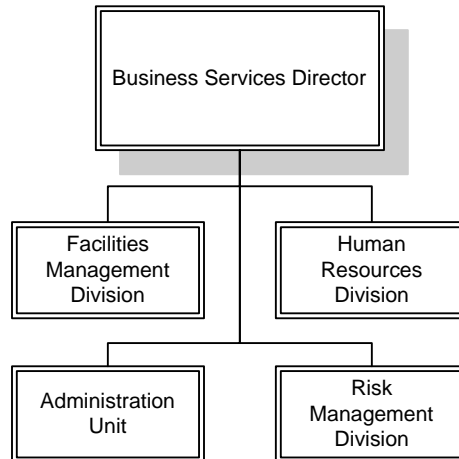 Business Services Director
Facilities
Management
Division
Human
Resources
Division
Administration
Unit
Risk
Management
Division